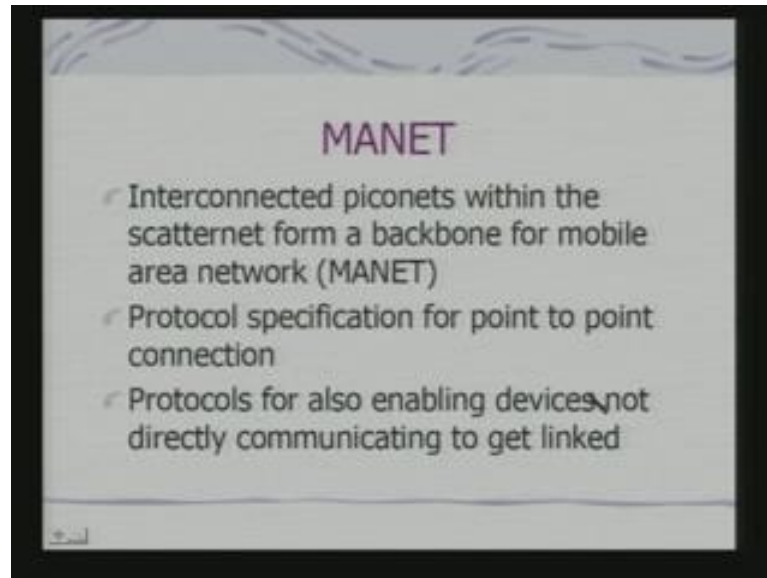 MANET
Interconnected piconets within the
scatternet form a backbone for mobile
area network (MANET)
Protocol specification for point to point
connection
Protocols for also enabling devices not
directly communicating to get linked